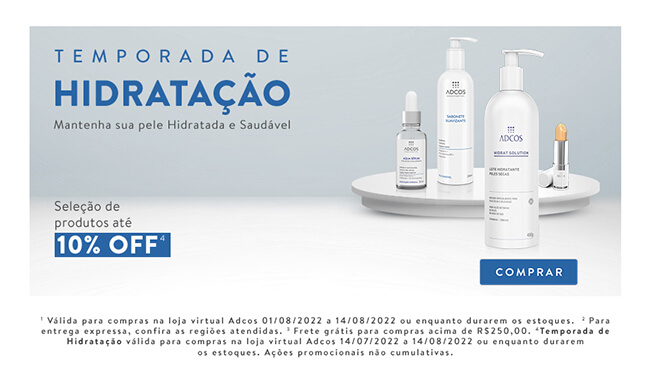 TEMPORADA DE
HIDRATAÇÃO
Mantenha sua pele Hidratada e Saudável
Seleção de
produtos até
10% OFF⁴
ADCOS
AQUA SERUM
ADCOS
SABONETE
SUAVIZANTE
ADCOS
HIDRAT SOLUTION
LEITE HIDRATANTE
PELES SECAS
COMPRAR
¹ Válida para compras na loja virtual Adcos 01/08/2022 a 14/08/2022 ou enquanto durarem os estoques. ² Para
entrega expressa, confira as regiões atendidas. ³ Frete grátis para compras acima de R$250,00. ⁴Temporada de
Hidratação válida para compras na loja virtual Adcos 14/07/2022 a 14/08/2022 ou enquanto durarem
os estoques. Ações promocionais não cumulativas.